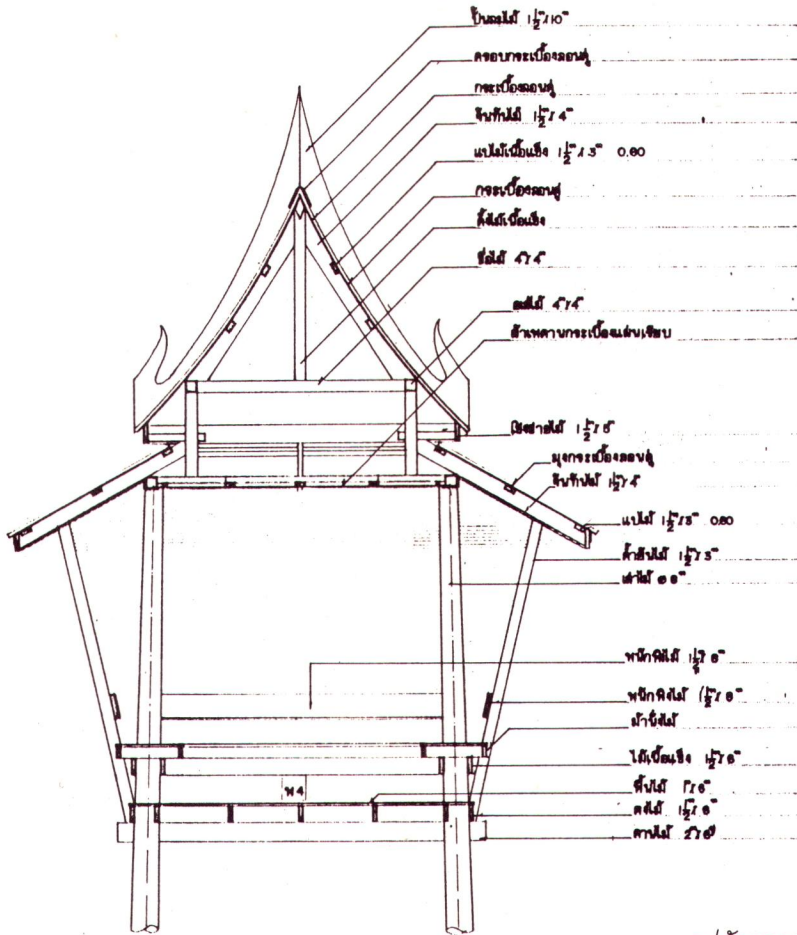 ปั้นลมไม้ 1½"x10"
ครอบกระเบื้องลอนคู่
กระเบื้องลอนคู่
จันทันไม้ 1½"x4"
แปไม้เนื้อแข็ง 1½"x3" 0.80
กระเบื้องลอนคู่
ดั้งไม้เนื้อแข็ง
ขื่อไม้ 4"x4"
อเสไม้ 4"x4"
ฝ้าเพดานกระเบื้องแผ่นเรียบ
เชิงชายไม้ 1½"x6"
มุงกระเบื้องลอนคู่
จันทันไม้ 1½"x4"
แปไม้ 1½"x3" 0.80
ค้ำยันไม้ 1½"x3"
เสาไม้ ø 8"
พนักพิงไม้ 1½"x8"
พนักพิงไม้ 1½"x8"
ม้านั่งไม้
ไม้เนื้อแข็ง 1½"x6"
พ4
พื้นไม้ 1"x6"
ตงไม้ 1½"x6"
คานไม้ 2"x6"